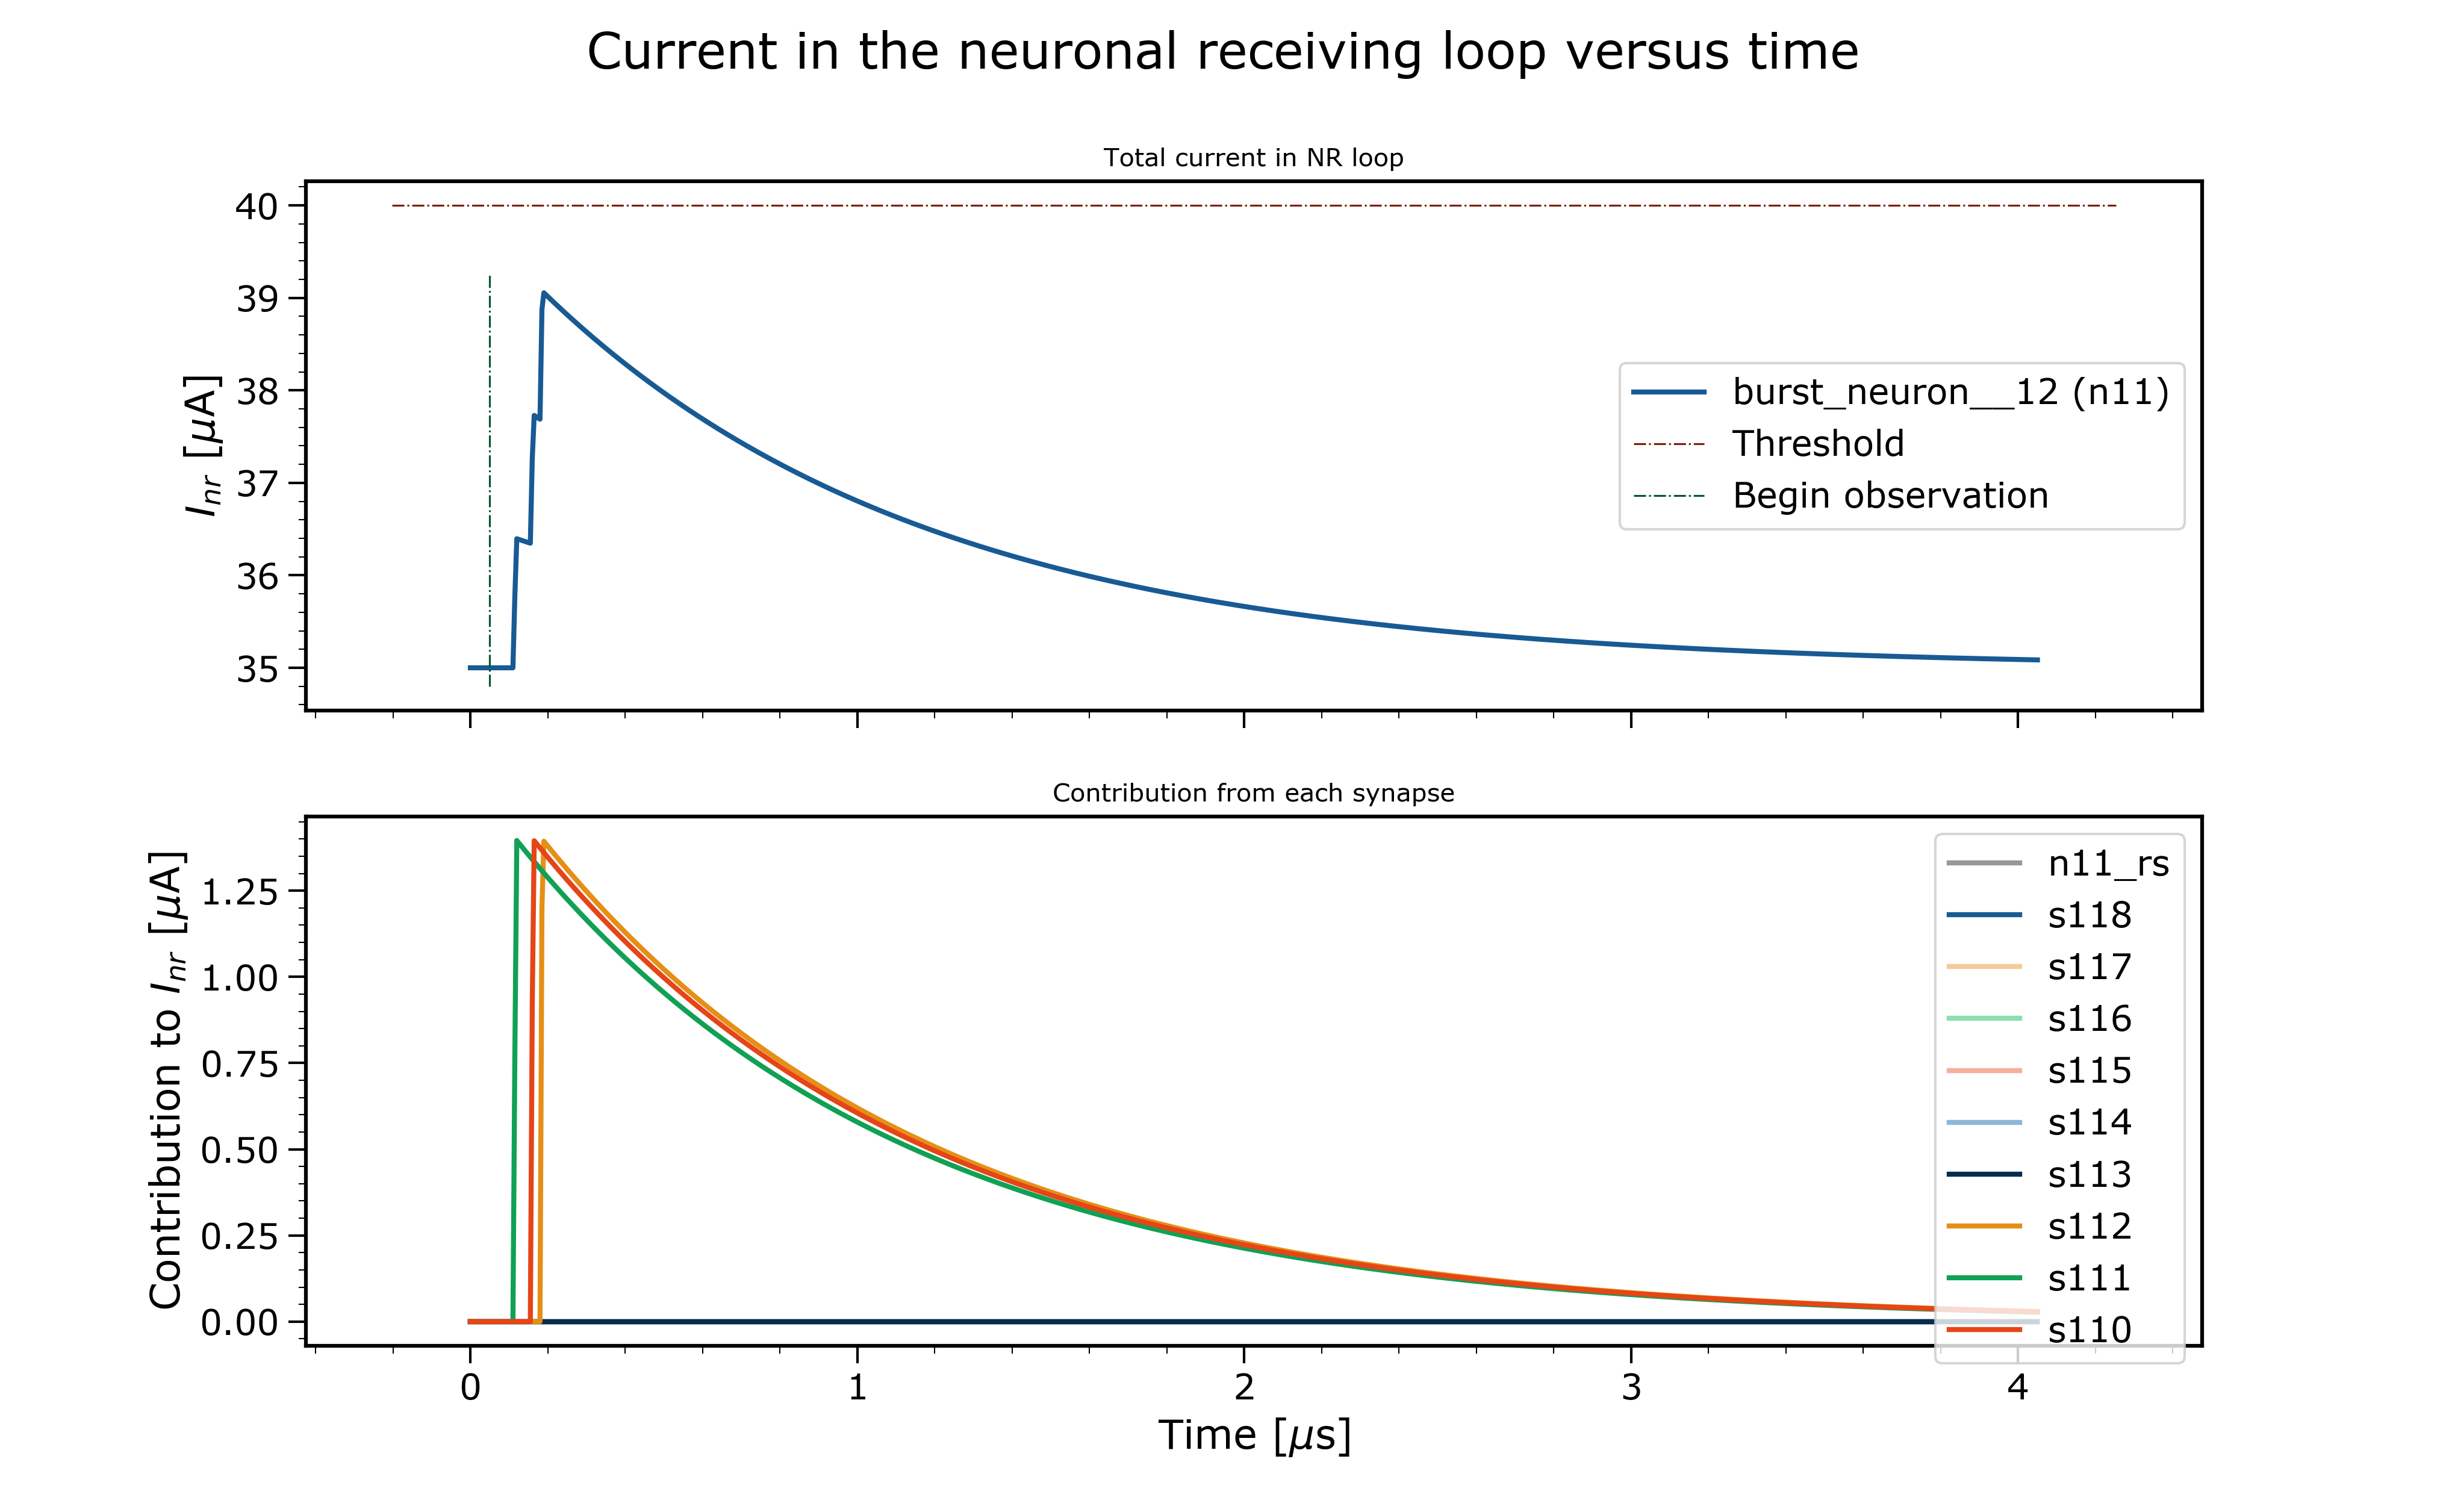 Current in the neuronal receiving loop versus time
Total current in NR loop
I_nr [μA]
40
39
38
37
36
35
burst_neuron__12 (n11)
Threshold
Begin observation
Contribution from each synapse
Contribution to I_nr [μA]
1.25
1.00
0.75
0.50
0.25
0.00
n11_rs
s118
s117
s116
s115
s114
s113
s112
s111
s110
0 1 2 3 4
Time [μs]